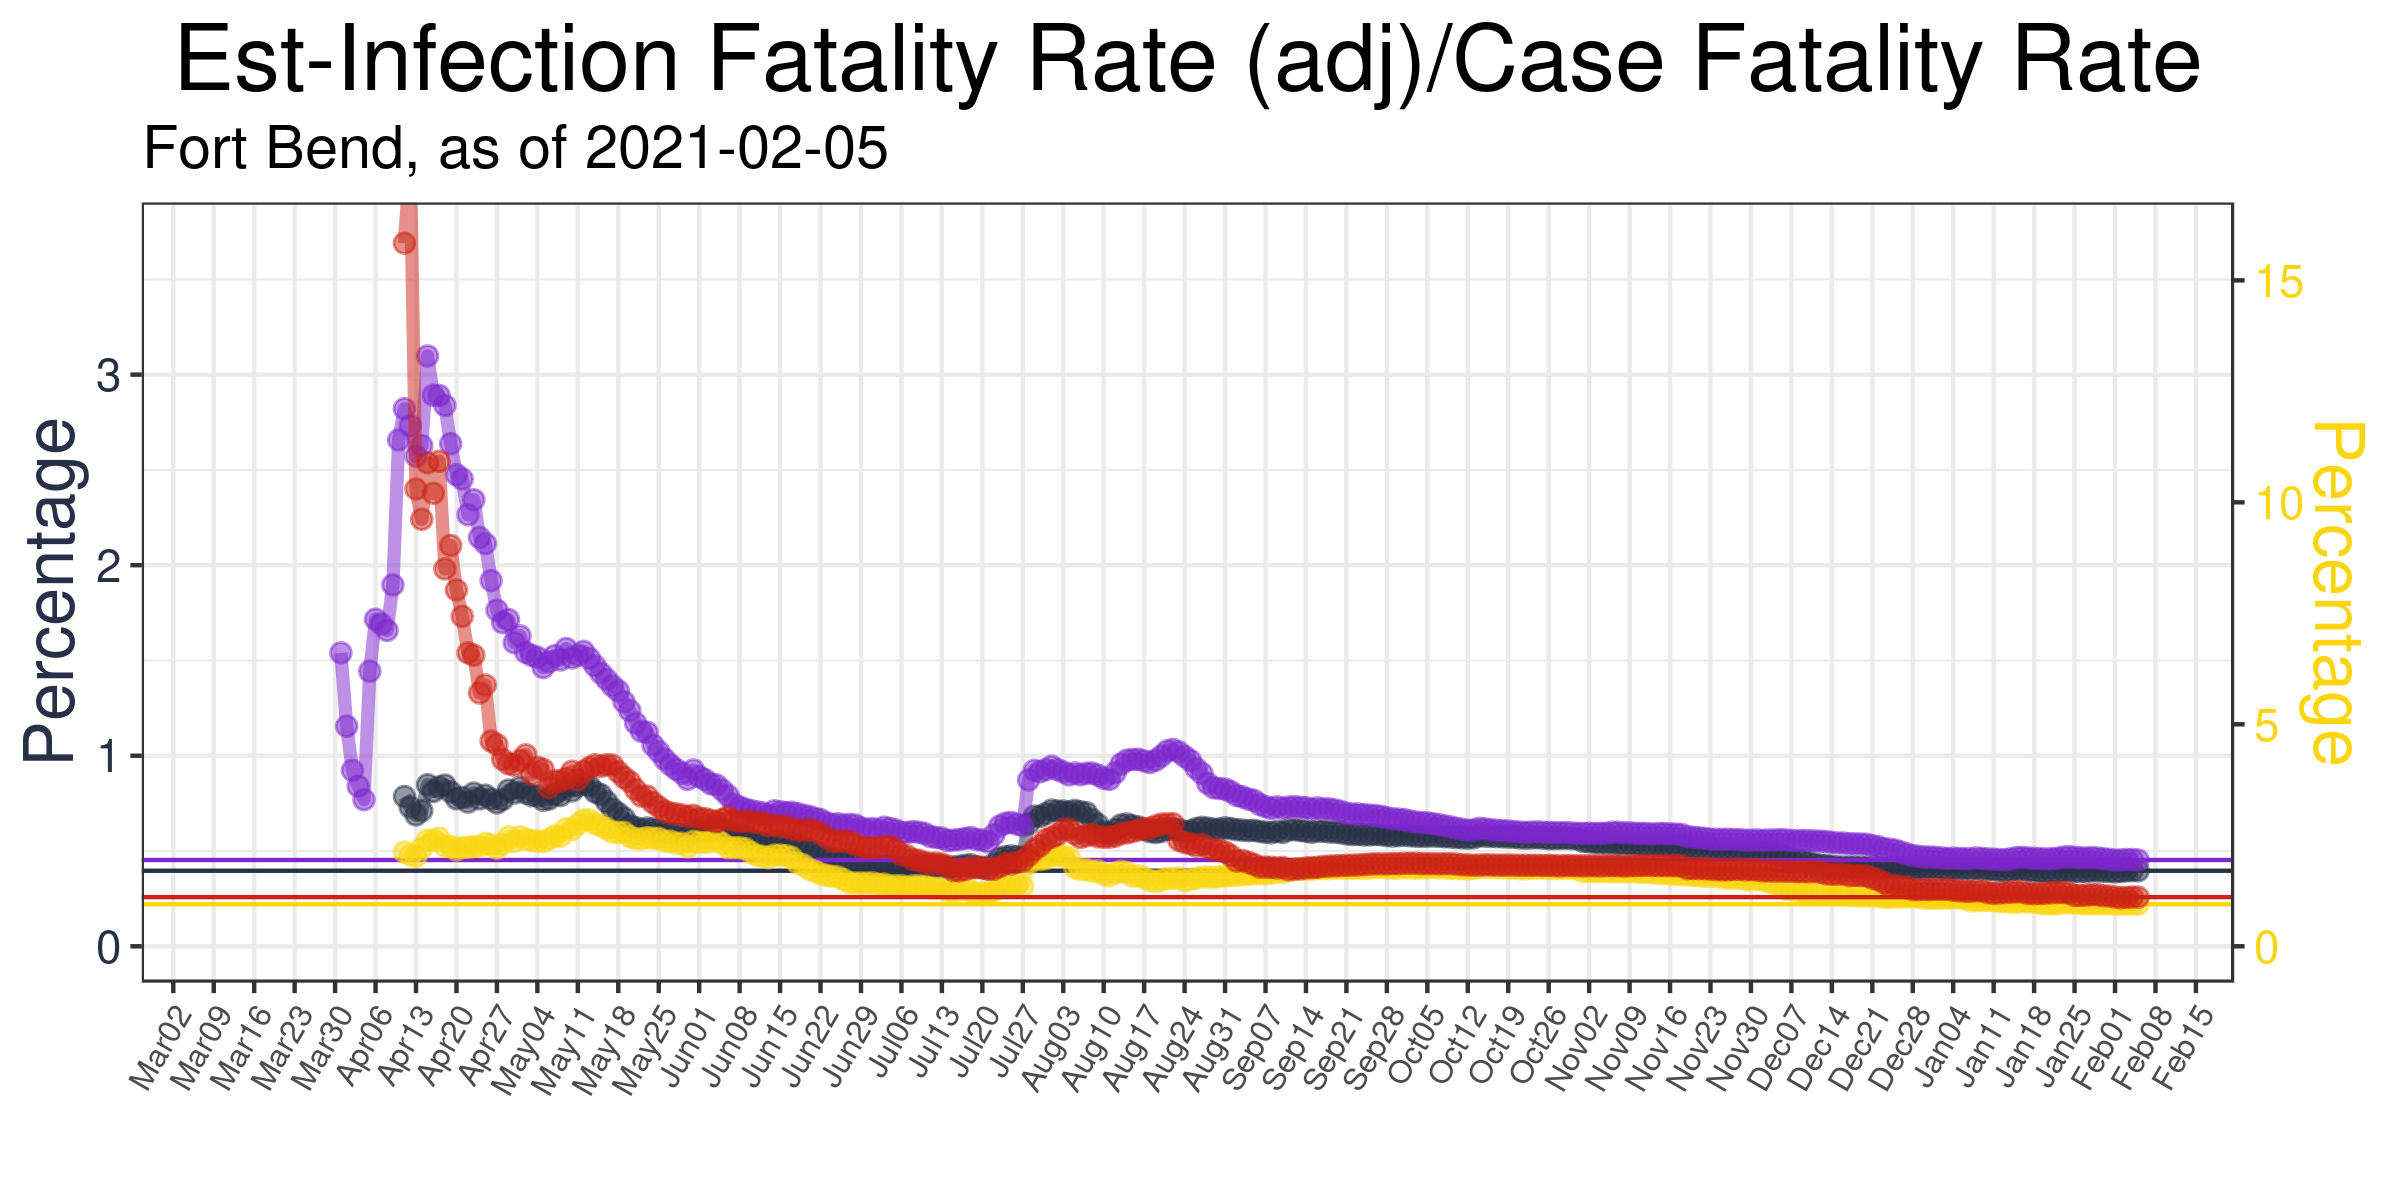 Est-Infection Fatality Rate (adj)/Case Fatality Rate
Fort Bend, as of 2021-02-05
Percentage
3
2
1
0
15
10
5
0
Percentage
Mar02 Mar09 Mar16 Mar23 Mar30 Apr06 Apr13 Apr20 Apr27 May04 May11 May18 May25 Jun01 Jun08 Jun15 Jun22 Jun29 Jul06 Jul13 Jul20 Jul27 Aug03 Aug10 Aug17 Aug24 Aug31 Sep07 Sep14 Sep21 Sep28 Oct05 Oct12 Oct19 Oct26 Nov02 Nov09 Nov16 Nov23 Nov30 Dec07 Dec14 Dec21 Dec28 Jan04 Jan11 Jan18 Jan25 Feb01 Feb08 Feb15